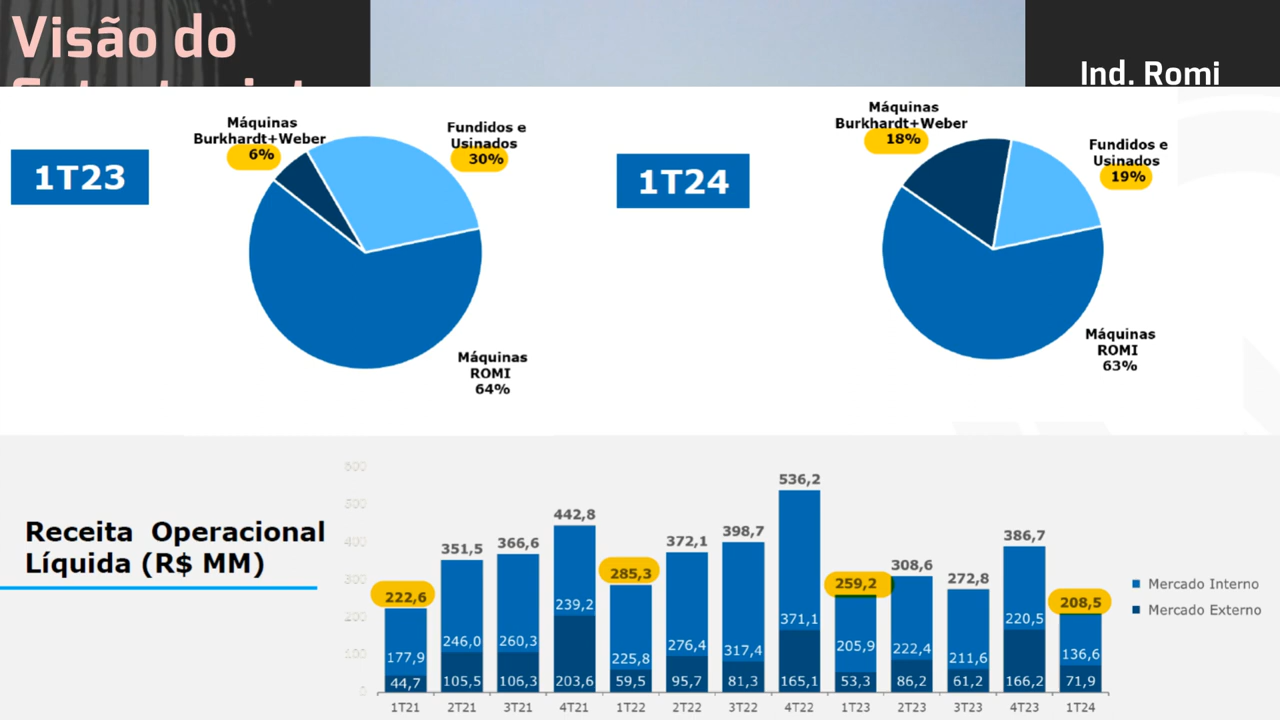 Visão do
Ind. Romi
1T23
Máquinas
Burkhardt+Weber
6%
Fundidos e
Usinados
30%
Máquinas
ROMI
64%
1T24
Máquinas
Burkhardt+Weber
18%
Fundidos e
Usinados
19%
Máquinas
ROMI
63%
Receita Operacional
Líquida (R$ MM)
600
500
400
300
200
100
0
222,6
351,5
366,6
442,8
285,3
372,1
398,7
536,2
259,2
308,6
272,8
386,7
208,5
177,9
246,0
260,3
239,2
225,8
276,4
317,4
371,1
205,9
222,4
211,6
220,5
136,6
44,7
105,5
106,3
203,6
59,5
95,7
81,3
165,1
53,3
86,2
61,2
166,2
71,9
1T21
2T21
3T21
4T21
1T22
2T22
3T22
4T22
1T23
2T23
3T23
4T23
1T24
Mercado Interno
Mercado Externo